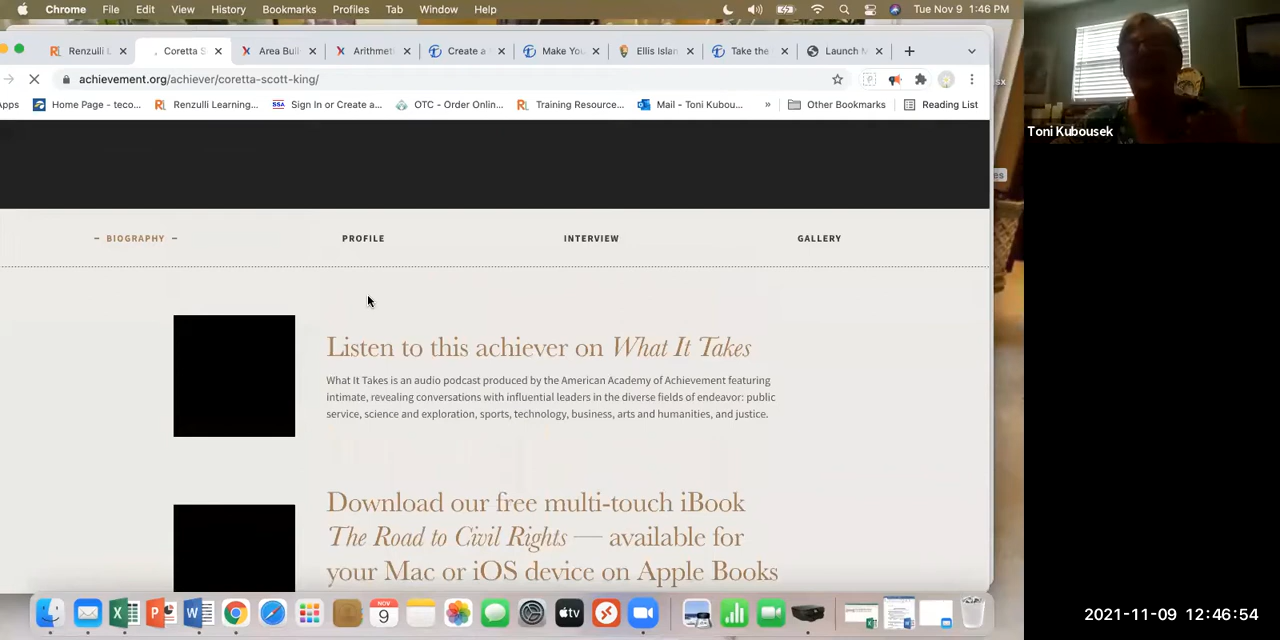 Chrome File Edit View History Bookmarks Profiles Tab Window Help Tue Nov 9 1:46 PM
Renzulli L Coretta S Area Buil Arithmet Create a Make You Ellis Islan Take the Launch M
achievement.org/achiever/coretta-scott-king/
Apps Home Page - teco... Renzulli Learning... Sign In or Create a... OTC - Order Onlin... Training Resource... Mail - Toni Kubou... » Other Bookmarks Reading List
BIOGRAPHY PROFILE INTERVIEW GALLERY
Listen to this achiever on What It Takes
What It Takes is an audio podcast produced by the American Academy of Achievement featuring
intimate, revealing conversations with influential leaders in the diverse fields of endeavor: public
service, science and exploration, sports, technology, business, arts and humanities, and justice.
Download our free multi-touch iBook
The Road to Civil Rights — available for
your Mac or iOS device on Apple Books
NOV
9
tv
Toni Kubousek
2021-11-09 12:46:54